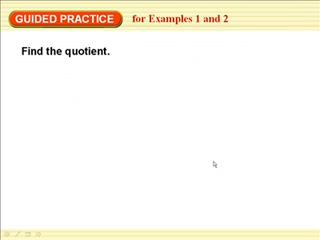 GUIDED PRACTICE for Examples 1 and 2
Find the quotient.